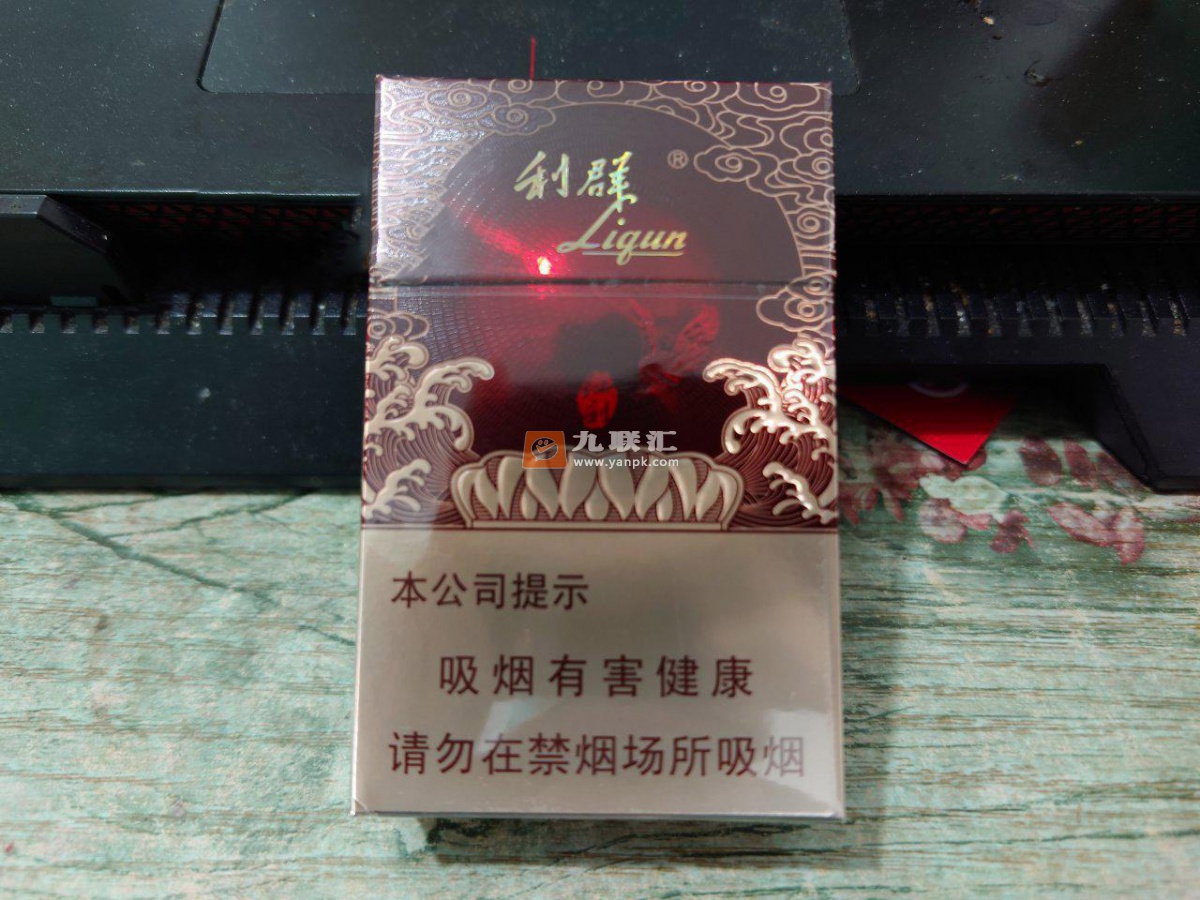 利群®
Liqun
九联汇
www.yanpk.com
本公司提示
吸烟有害健康
请勿在禁烟场所吸烟